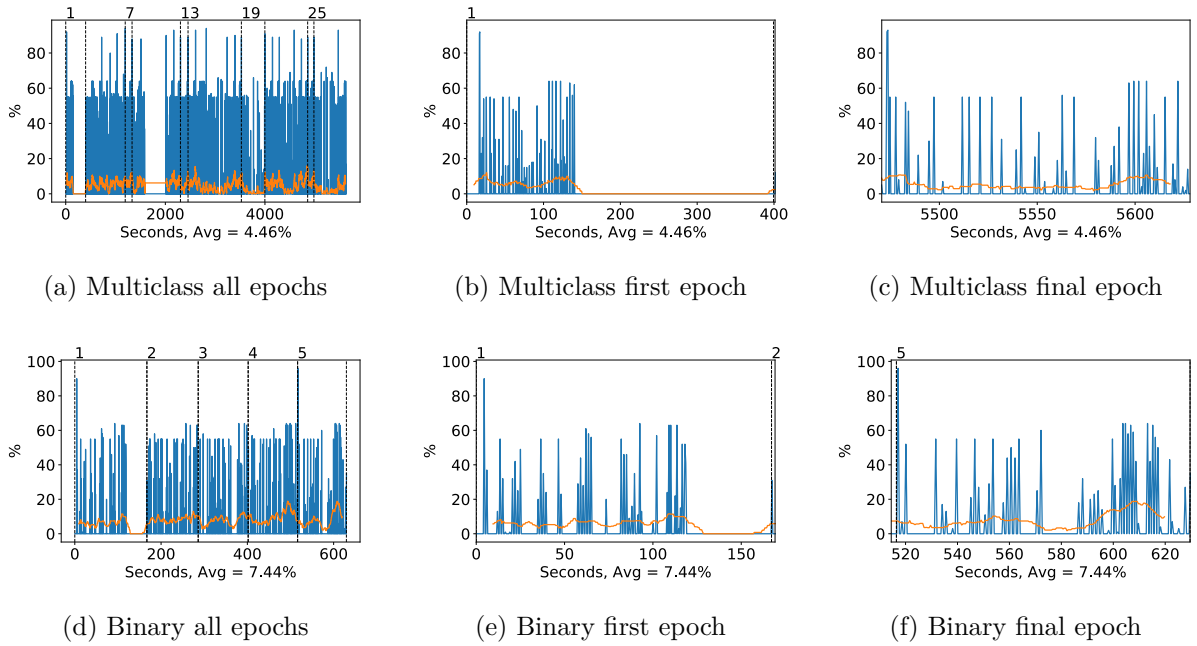 1 7 13 19 25
80
60
40
20
0
%
0 2000 4000
Seconds, Avg = 4.46%
(a) Multiclass all epochs
1
80
60
40
20
0
%
0 100 200 300 400
Seconds, Avg = 4.46%
(b) Multiclass first epoch
80
60
40
20
0
%
5500 5550 5600
Seconds, Avg = 4.46%
(c) Multiclass final epoch
1 2 3 4 5
100
80
60
40
20
0
%
0 200 400 600
Seconds, Avg = 7.44%
(d) Binary all epochs
1 2
100
80
60
40
20
0
%
0 50 100 150
Seconds, Avg = 7.44%
(e) Binary first epoch
5
100
80
60
40
20
0
%
520 540 560 580 600 620
Seconds, Avg = 7.44%
(f) Binary final epoch